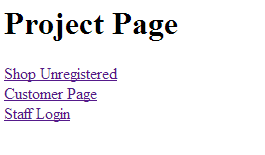 Project Page
Shop Unregistered
Customer Page
Staff Login